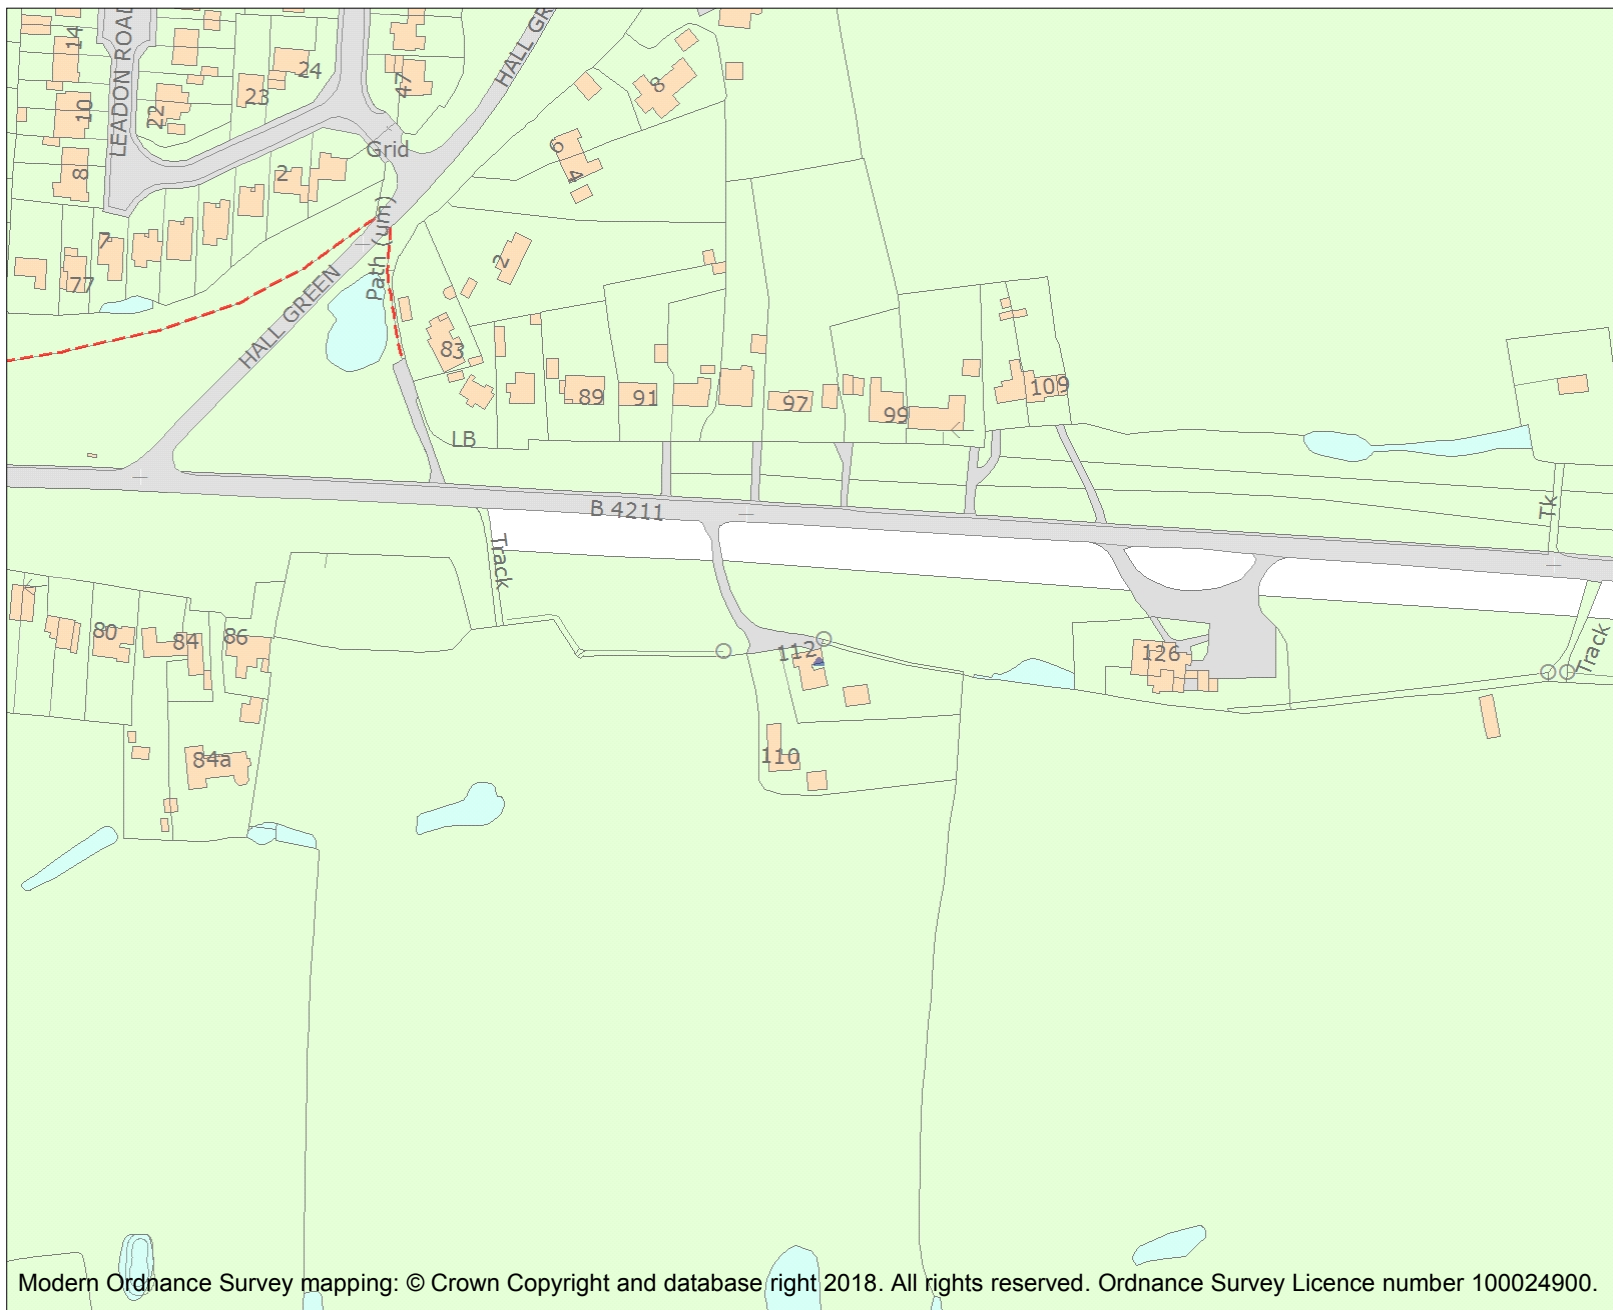 LEADON ROAD
HALL GR
14
24
47
8
10
23
22
Grid
6
4
8
2
Path (um)
7
2
77
HALL GREEN
83
89
91
97
99
109
LB
B 4211
Tk
Track
80
84
86
112
126
Track
110
84a
Modern Ordnance Survey mapping: © Crown Copyright and database right 2018. All rights reserved. Ordnance Survey Licence number 100024900.